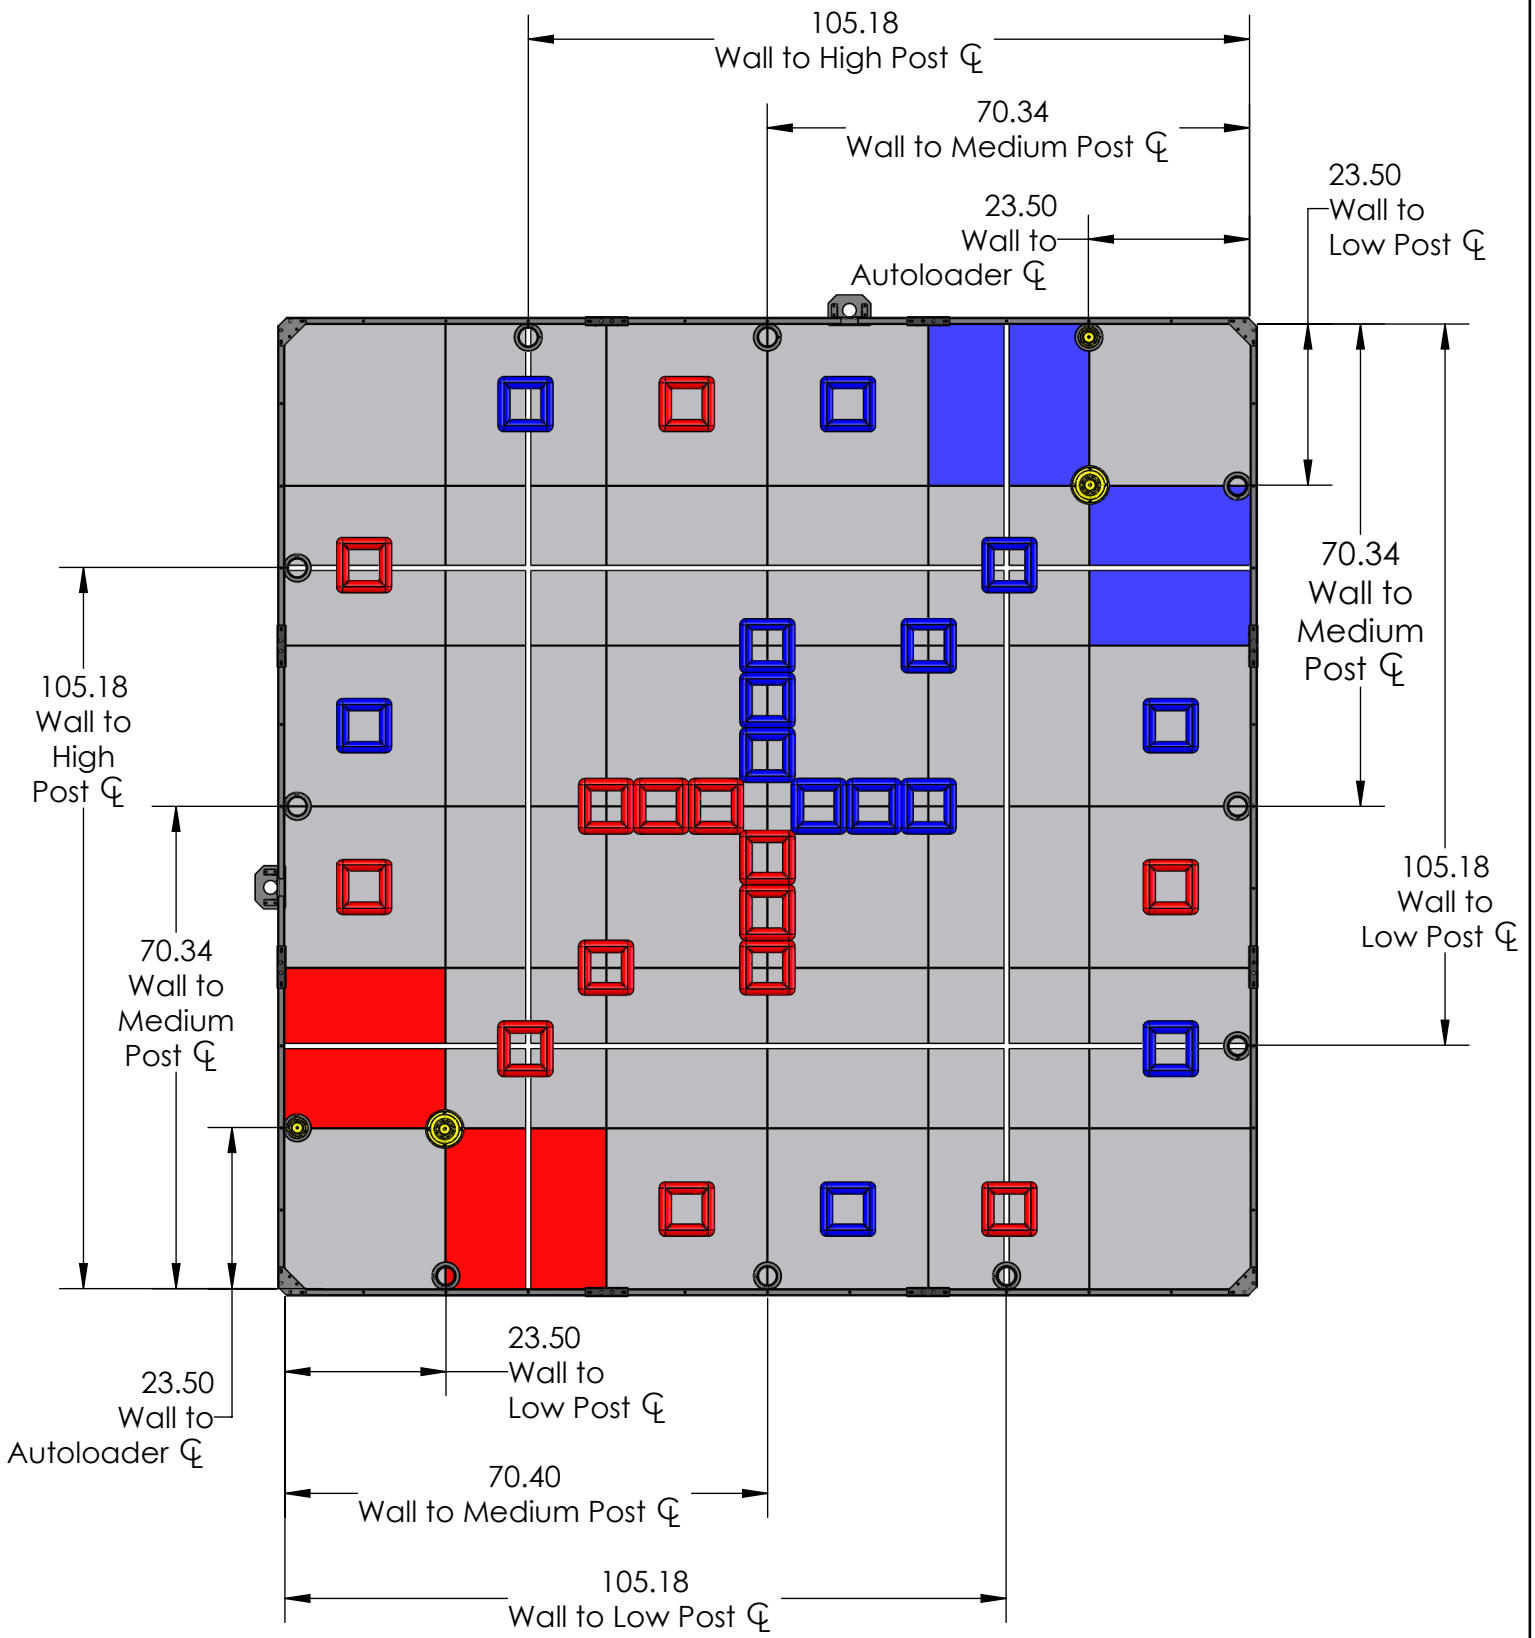 105.18
Wall to High Post ℄
70.34
Wall to Medium Post ℄
23.50
Wall to
Low Post ℄
23.50
Wall to
Autoloader ℄
70.34
Wall to
Medium
Post ℄
105.18
Wall to
High
Post ℄
105.18
Wall to
Low Post ℄
70.34
Wall to
Medium
Post ℄
23.50
Wall to
Low Post ℄
23.50
Wall to
Autoloader ℄
70.40
Wall to Medium Post ℄
105.18
Wall to Low Post ℄